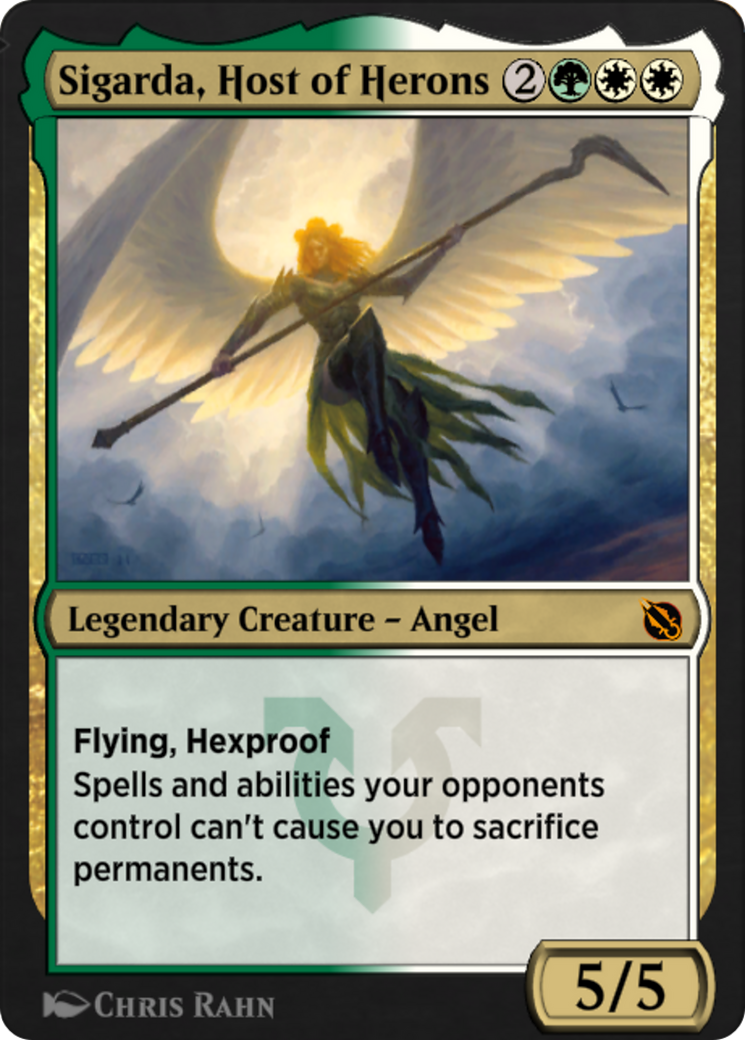 Sigarda, Host of Herons 2
Legendary Creature – Angel
Flying, Hexproof
Spells and abilities your opponents
control can't cause you to sacrifice
permanents.
5/5
Chris Rahn